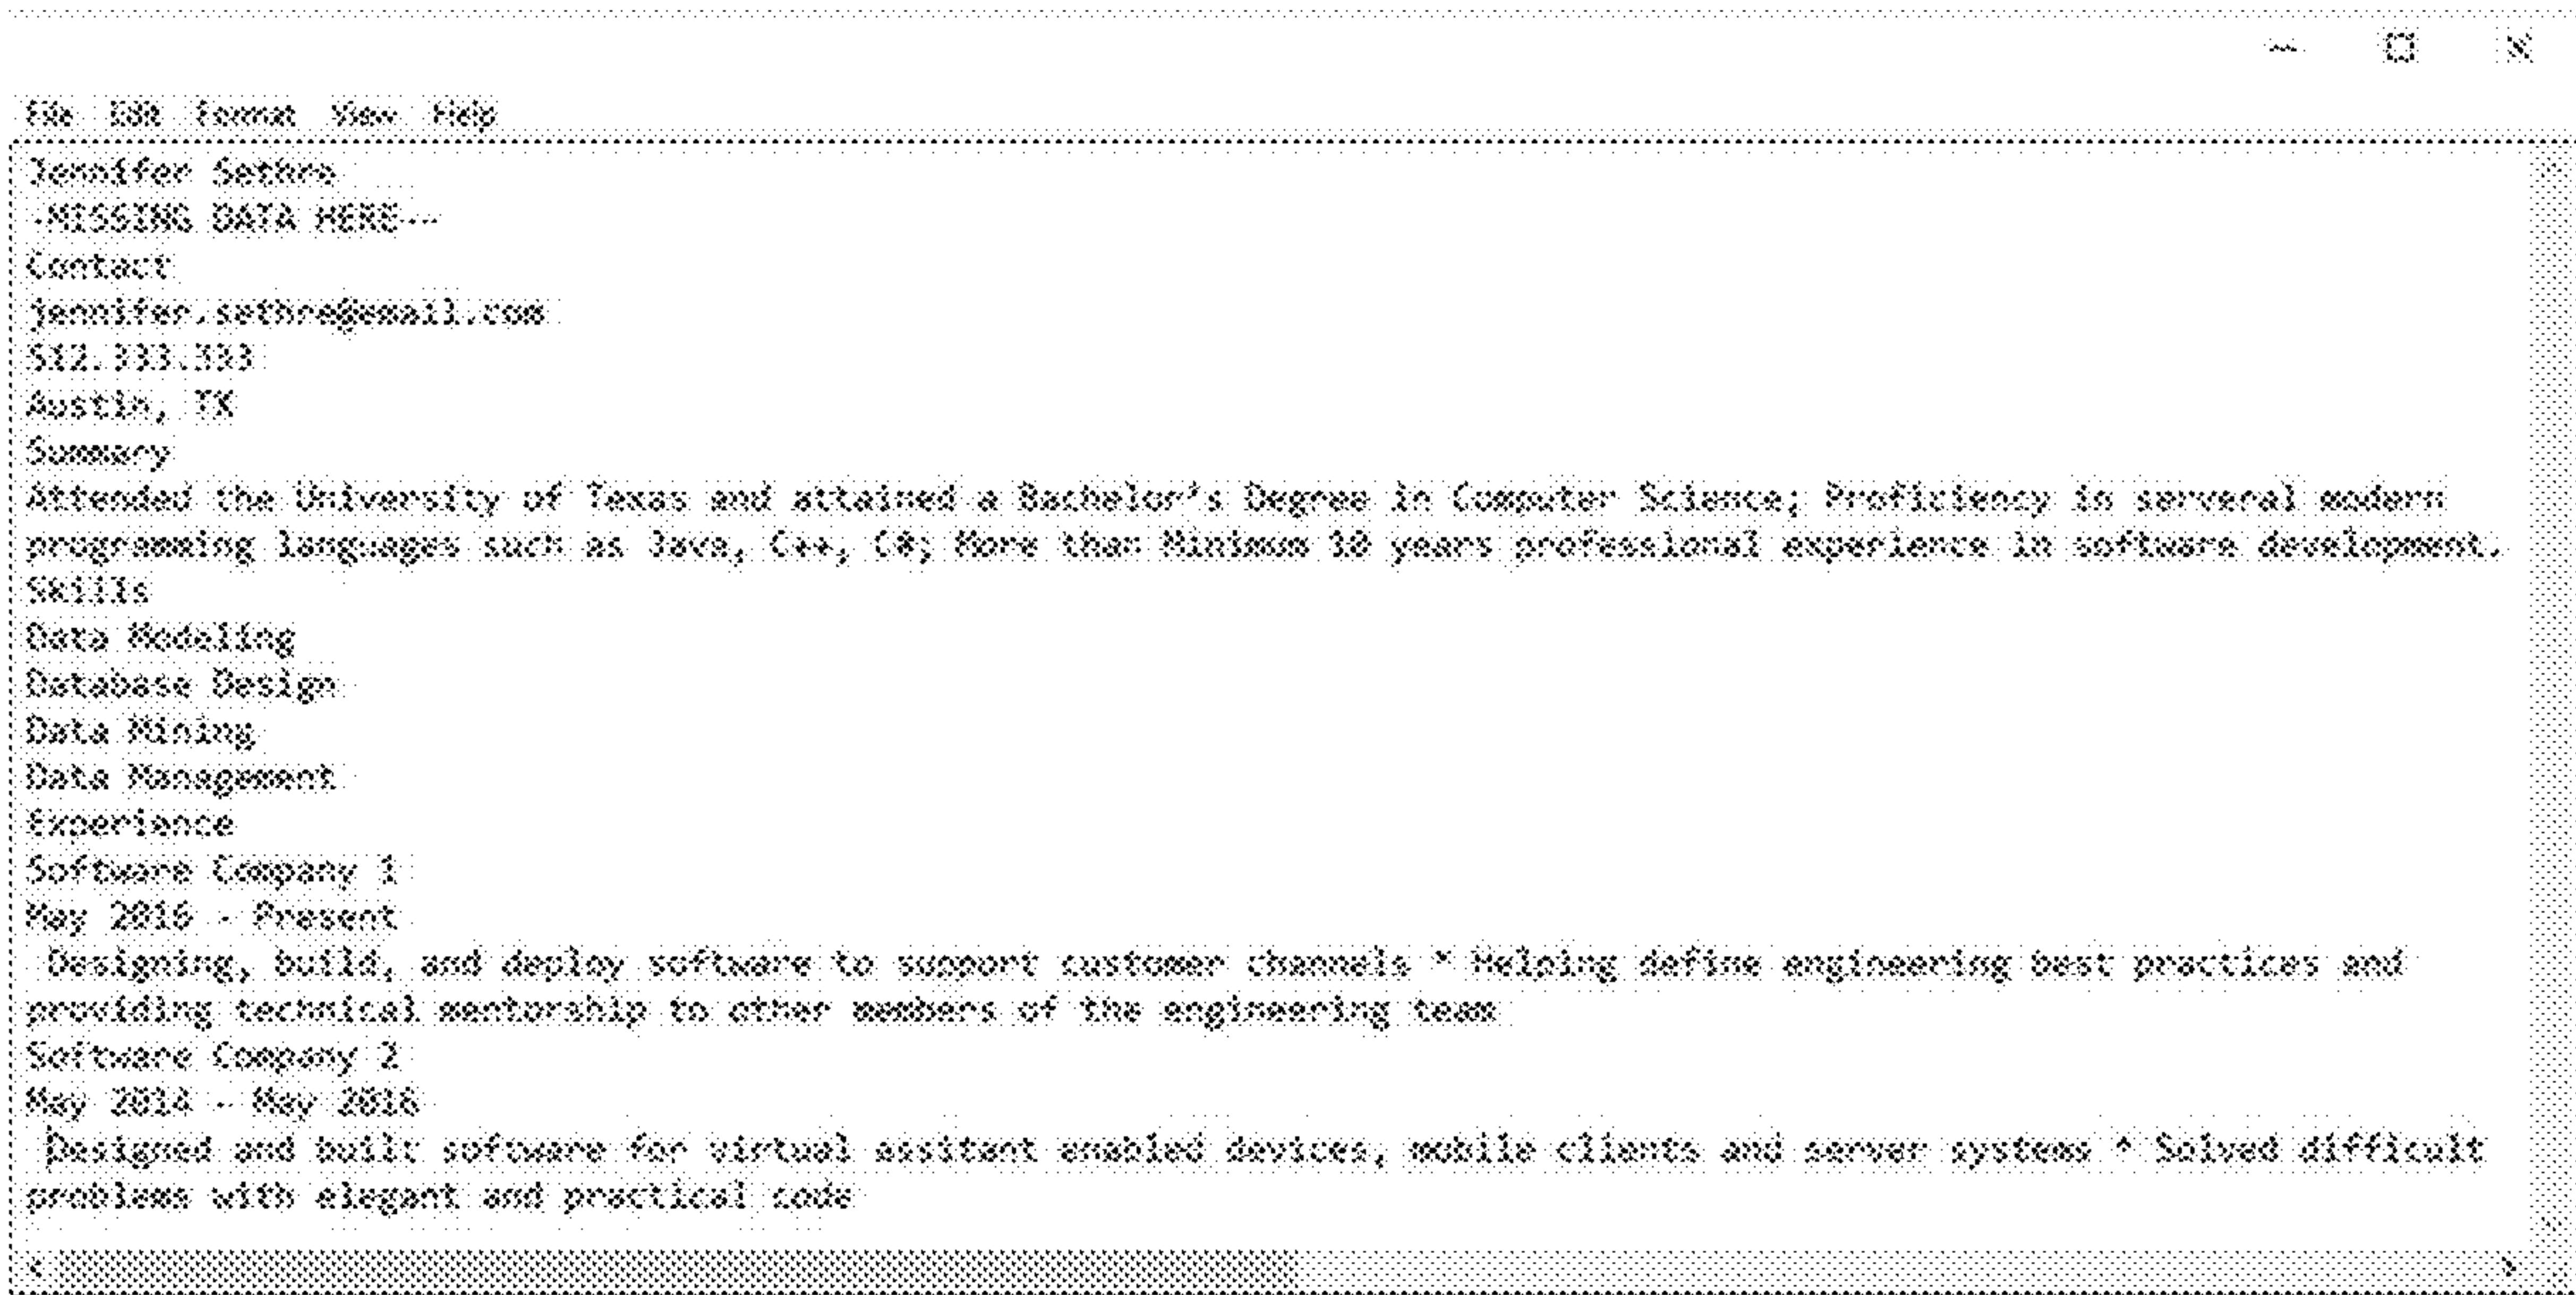 File Edit Format View Help
Jennifer Sethre
-MISSING DATA HERE--
Contact
jennifer.sethre@email.com
512.333.333
Austin, TX
Summary
Attended the University of Texas and attained a Bachelor's Degree in Computer Science; Proficiency in serveral modern
programming languages such as Java, C++, C#; More than Minimum 10 years professional experience in software development.
Skills
Data Modeling
Database Design
Data Mining
Data Management
Experience
Software Company 1
May 2016 - Present
Designing, build, and deploy software to support customer channels * Helping define engineering best practices and
providing technical mentorship to other members of the engineering team
Software Company 2
May 2014 - May 2016
Designed and built software for virtual assitant enabled devices, mobile clients and server systems * Solved difficult
problems with elegant and practical code